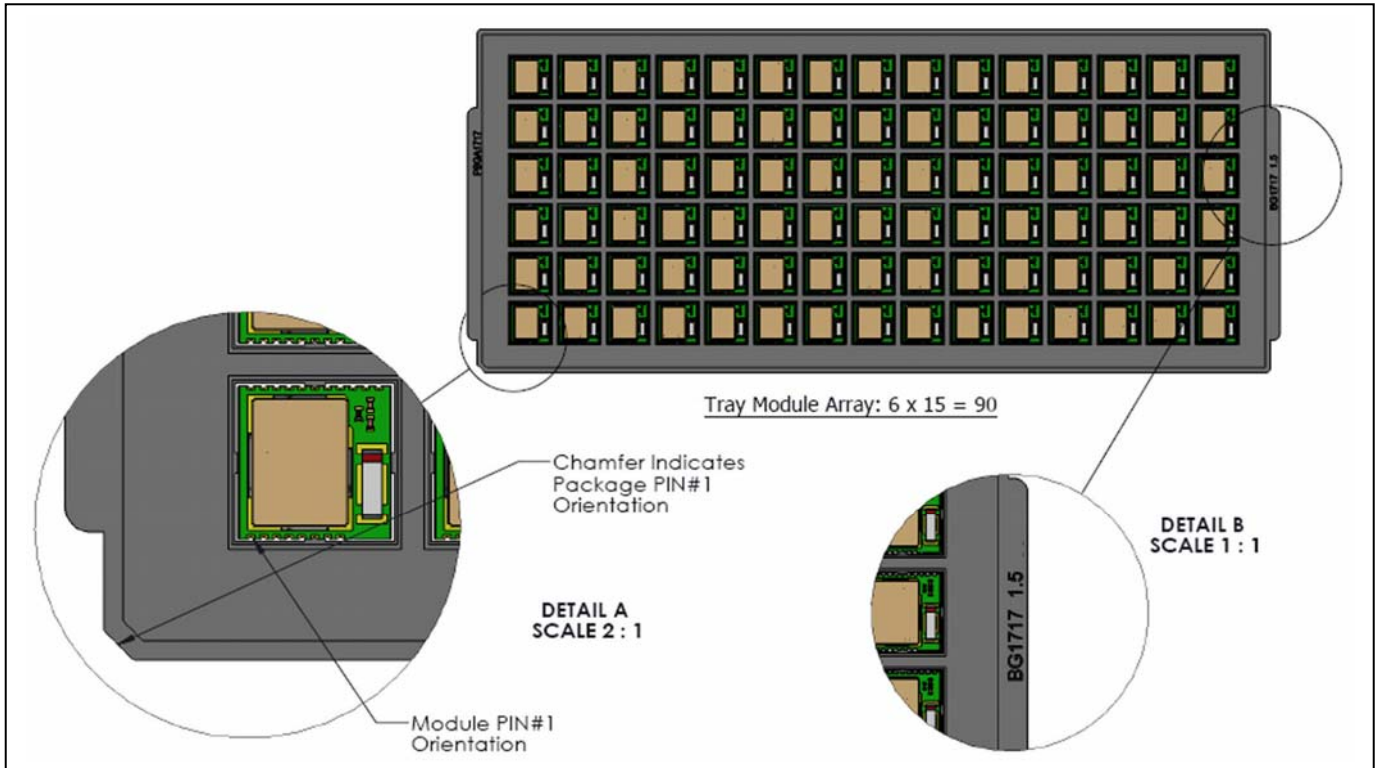 PBGA1717
BG1717 1.5
Tray Module Array: 6 x 15 = 90
Chamfer Indicates
Package PIN#1
Orientation
DETAIL A
SCALE 2 : 1
Module PIN#1
Orientation
BG1717 1.5
DETAIL B
SCALE 1 : 1